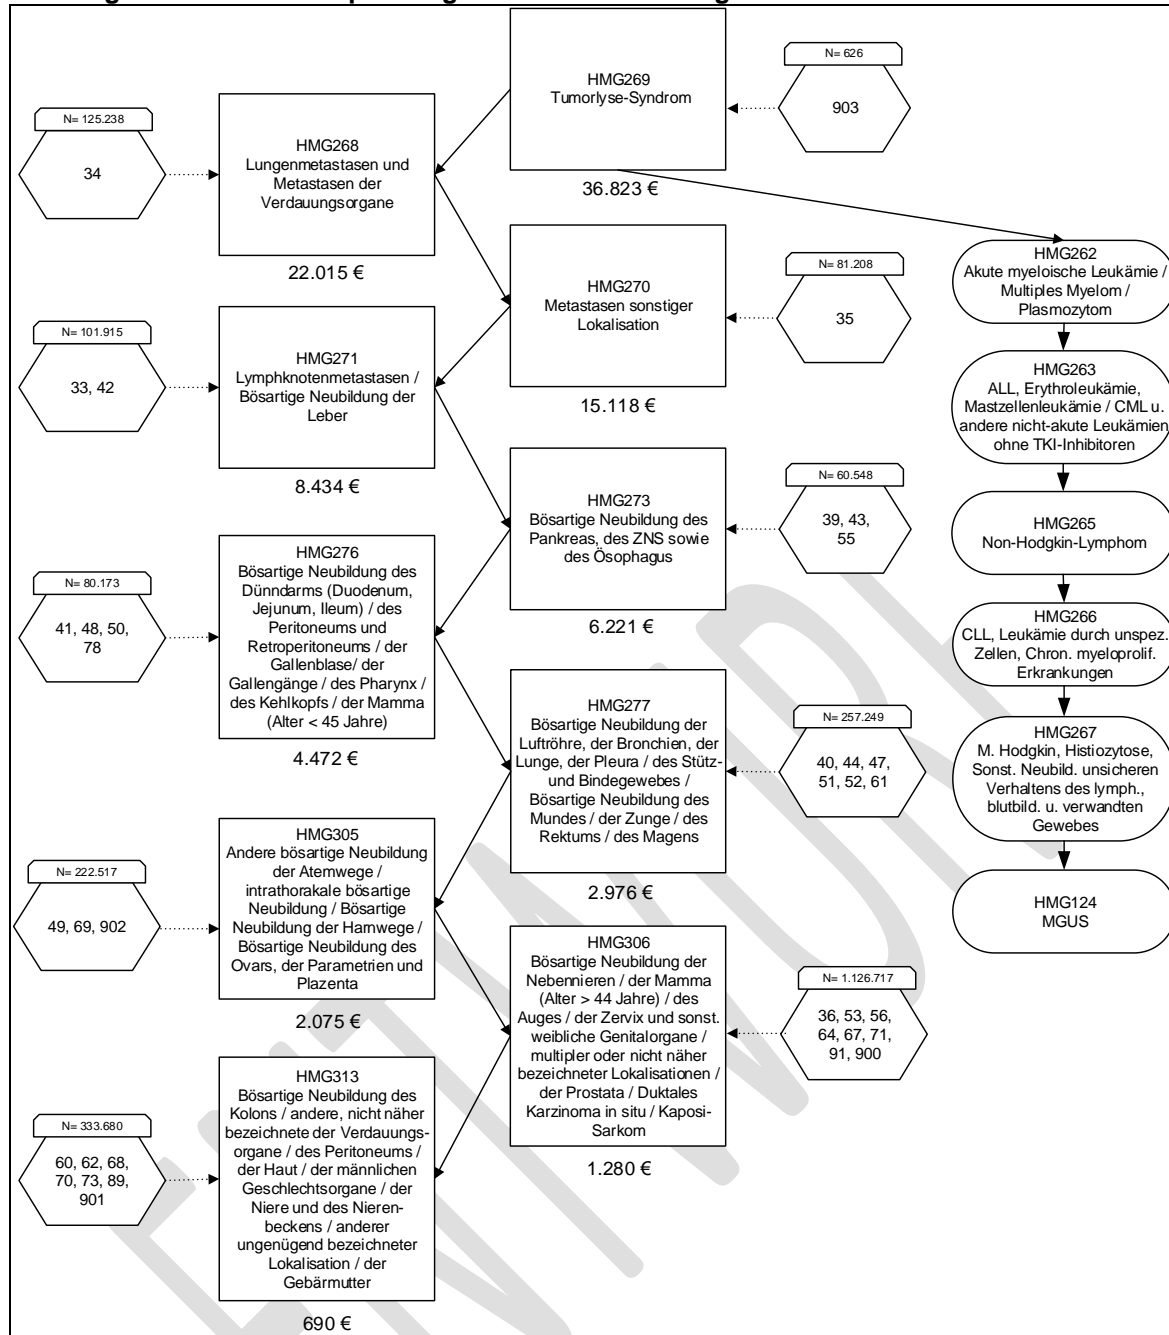 HMG269
Tumorlyse-Syndrom
36.823 €
N= 626
903
N= 125.238
34
HMG268
Lungenmetastasen und
Metastasen der
Verdauungsorgane
22.015 €
HMG270
Metastasen sonstiger
Lokalisation
15.118 €
N= 81.208
35
N= 101.915
33, 42
HMG271
Lymphknotenmetastasen /
Bösartige Neubildung der
Leber
8.434 €
HMG273
Bösartige Neubildung des
Pankreas, des ZNS sowie
des Ösophagus
6.221 €
N= 60.548
39, 43,
55
N= 80.173
41, 48, 50,
78
HMG276
Bösartige Neubildung des
Dünndarms (Duodenum,
Jejunum, Ileum) / des
Peritoneums und
Retroperitoneums / der
Gallenblase/ der
Gallengänge / des Pharynx /
des Kehlkopfs / der Mamma
(Alter < 45 Jahre)
4.472 €
HMG277
Bösartige Neubildung der
Luftröhre, der Bronchien, der
Lunge, der Pleura / des Stütz-
und Bindegewebes /
Bösartige Neubildung des
Mundes / der Zunge / des
Rektums / des Magens
2.976 €
N= 257.249
40, 44, 47,
51, 52, 61
N= 222.517
49, 69, 902
HMG305
Andere bösartige Neubildung
der Atemwege /
intrathorakale bösartige
Neubildung / Bösartige
Neubildung der Harnwege /
Bösartige Neubildung des
Ovars, der Parametrien und
Plazenta
2.075 €
HMG306
Bösartige Neubildung der
Nebennieren / der Mamma
(Alter > 44 Jahre) / des
Auges / der Zervix und sonst.
weibliche Genitalorgane /
multipler oder nicht näher
bezeichneter Lokalisationen /
der Prostata / Duktales
Karzinoma in situ / Kaposi-
Sarkom
1.280 €
N= 1.126.717
36, 53, 56,
64, 67, 71,
91, 900
N= 333.680
60, 62, 68,
70, 73, 89,
901
HMG313
Bösartige Neubildung des
Kolons / andere, nicht näher
bezeichnete der Verdauungs-
organe / des Peritoneums /
der Haut / der männlichen
Geschlechtsorgane / der
Niere und des Nieren-
beckens / anderer
ungenügend bezeichneter
Lokalisation / der
Gebärmutter
690 €
HMG262
Akute myeloische Leukämie /
Multiples Myelom /
Plasmozytom
HMG263
ALL, Erythroleukämie,
Mastzellenleukämie / CML u.
andere nicht-akute Leukämien
ohne TKI-Inhibitoren
HMG265
Non-Hodgkin-Lymphom
HMG266
CLL, Leukämie durch unspez.
Zellen, Chron. myeloprolif.
Erkrankungen
HMG267
M. Hodgkin, Histiozytose,
Sonst. Neubild. unsicheren
Verhaltens des lymph.,
blutbild. u. verwandten
Gewebes
HMG124
MGUS